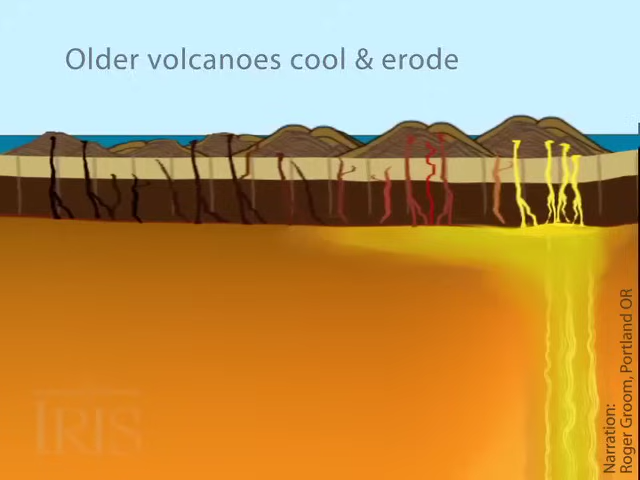 Older volcanoes cool & erode
IRIS
Narration:
Roger Groom, Portland OR